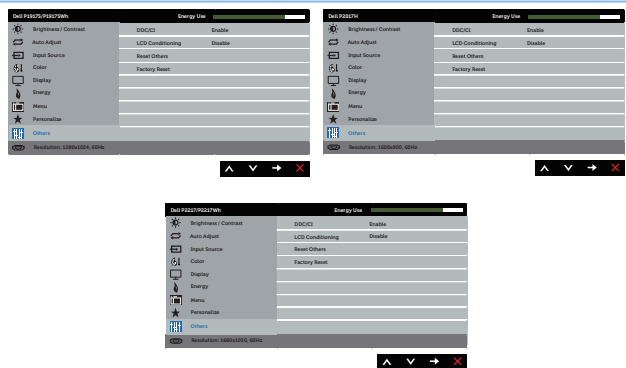 Dell P1917S/P1917SWh Energy Use
Brightness / Contrast DDC/CI Enable
Auto Adjust LCD Conditioning Disable
Input Source Reset Others
Color Factory Reset
Display
Energy
Menu
Personalize
Others
Resolution: 1280x1024, 60Hz
Dell P2017H Energy Use
Brightness / Contrast DDC/CI Enable
Auto Adjust LCD Conditioning Disable
Input Source Reset Others
Color Factory Reset
Display
Energy
Menu
Personalize
Others
Resolution: 1600x900, 60Hz
Dell P2217/P2217Wh Energy Use
Brightness / Contrast DDC/CI Enable
Auto Adjust LCD Conditioning Disable
Input Source Reset Others
Color Factory Reset
Display
Energy
Menu
Personalize
Others
Resolution: 1680x1050, 60Hz